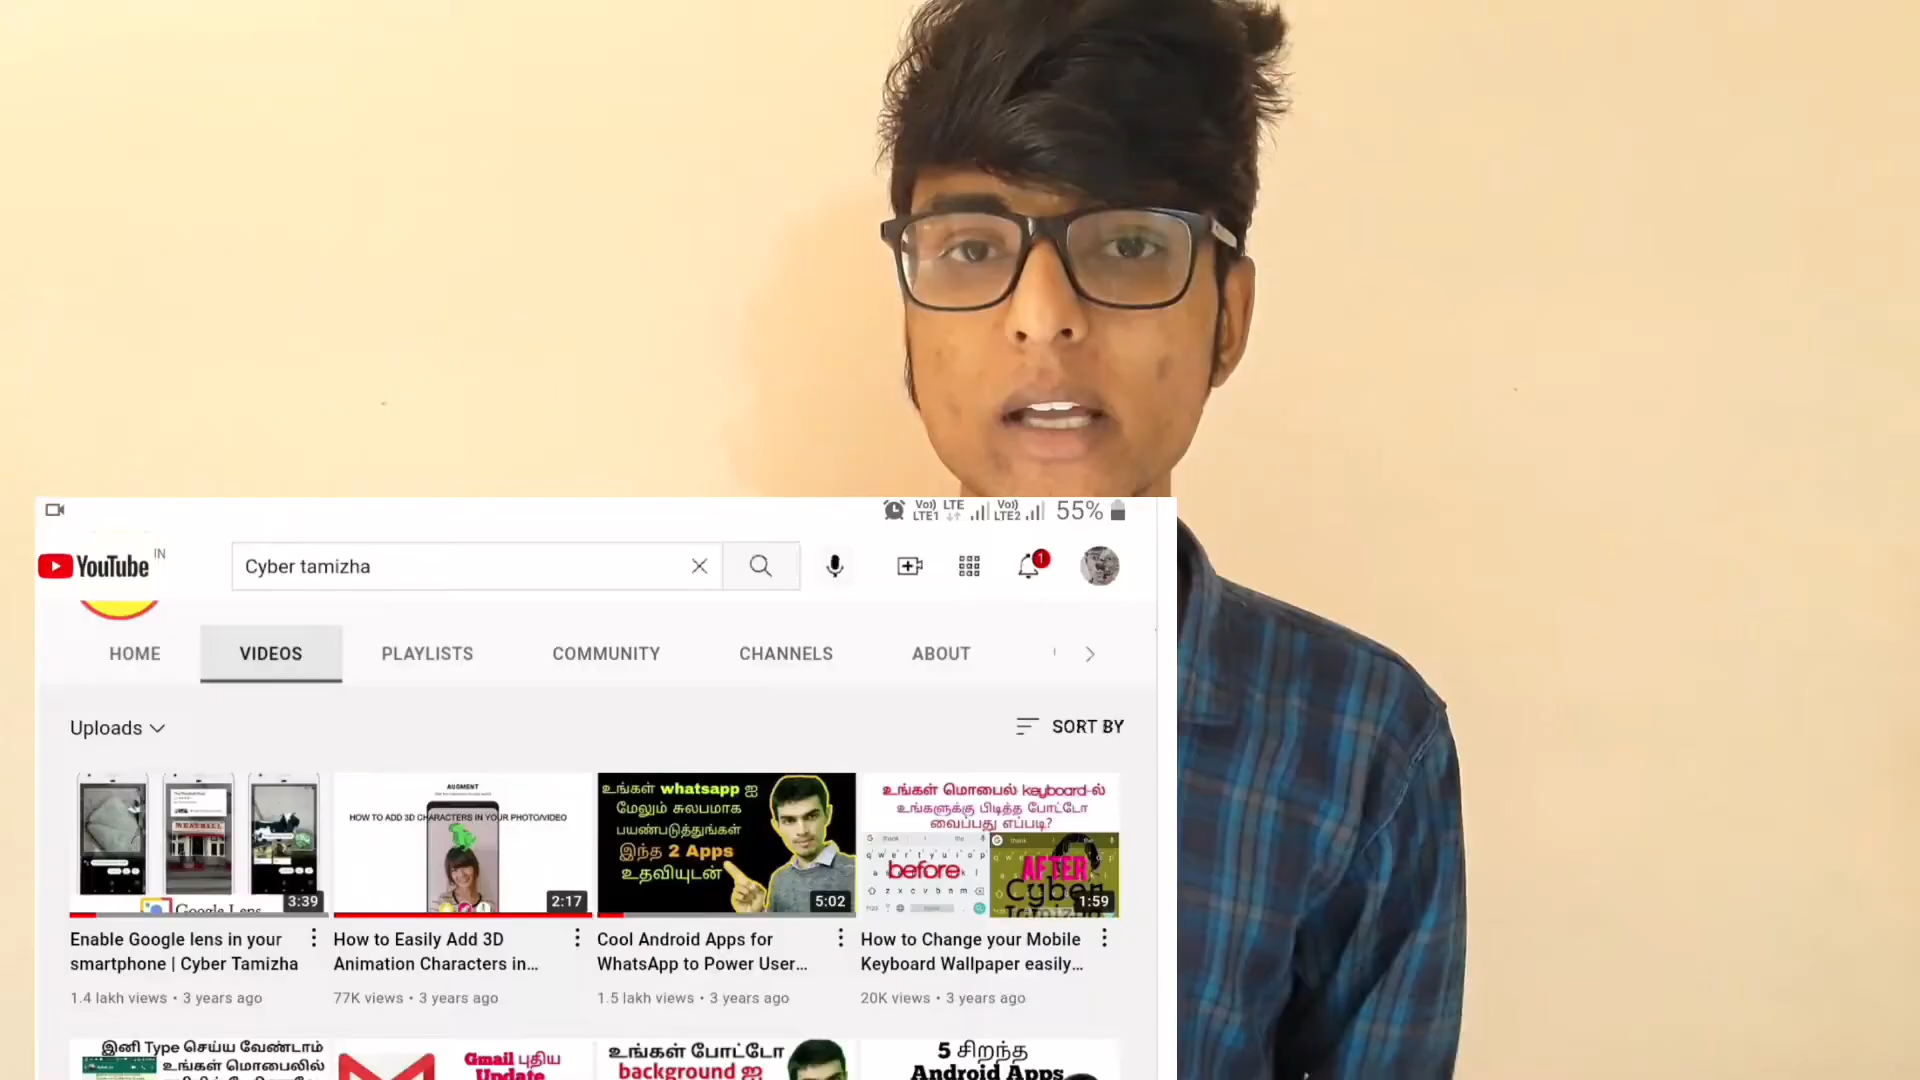 Vo)) LTE Vo)) 55%
LTE1 LTE2
YouTube IN
Cyber tamizha
1
HOME VIDEOS PLAYLISTS COMMUNITY CHANNELS ABOUT
Uploads
SORT BY
MEATBALL
Google Lens
3:39
AUGMENT
HOW TO ADD 3D CHARACTERS IN YOUR PHOTO/VIDEO
2:17
உங்கள் whatsapp ஐ
மேலும் சுலபமாக
பயண்படுத்துங்கள்
இந்த 2 Apps
உதவியுடன்
5:02
உங்கள் மொபைல் keyboard-ல்
உங்களுக்கு பிடித்த போட்டோ
வைப்பது எப்படி?
before
AFTER
Cyber
Tamizha
1:59
Enable Google lens in your
smartphone | Cyber Tamizha
1.4 lakh views • 3 years ago
How to Easily Add 3D
Animation Characters in...
77K views • 3 years ago
Cool Android Apps for
WhatsApp to Power User...
1.5 lakh views • 3 years ago
How to Change your Mobile
Keyboard Wallpaper easily...
20K views • 3 years ago
இனி Type செய்ய வேண்டாம்
உங்கள் மொபைலில்
Gmail புதிய
Update
உங்கள் போட்டோ
background ஐ
5 சிறந்த
Android Apps